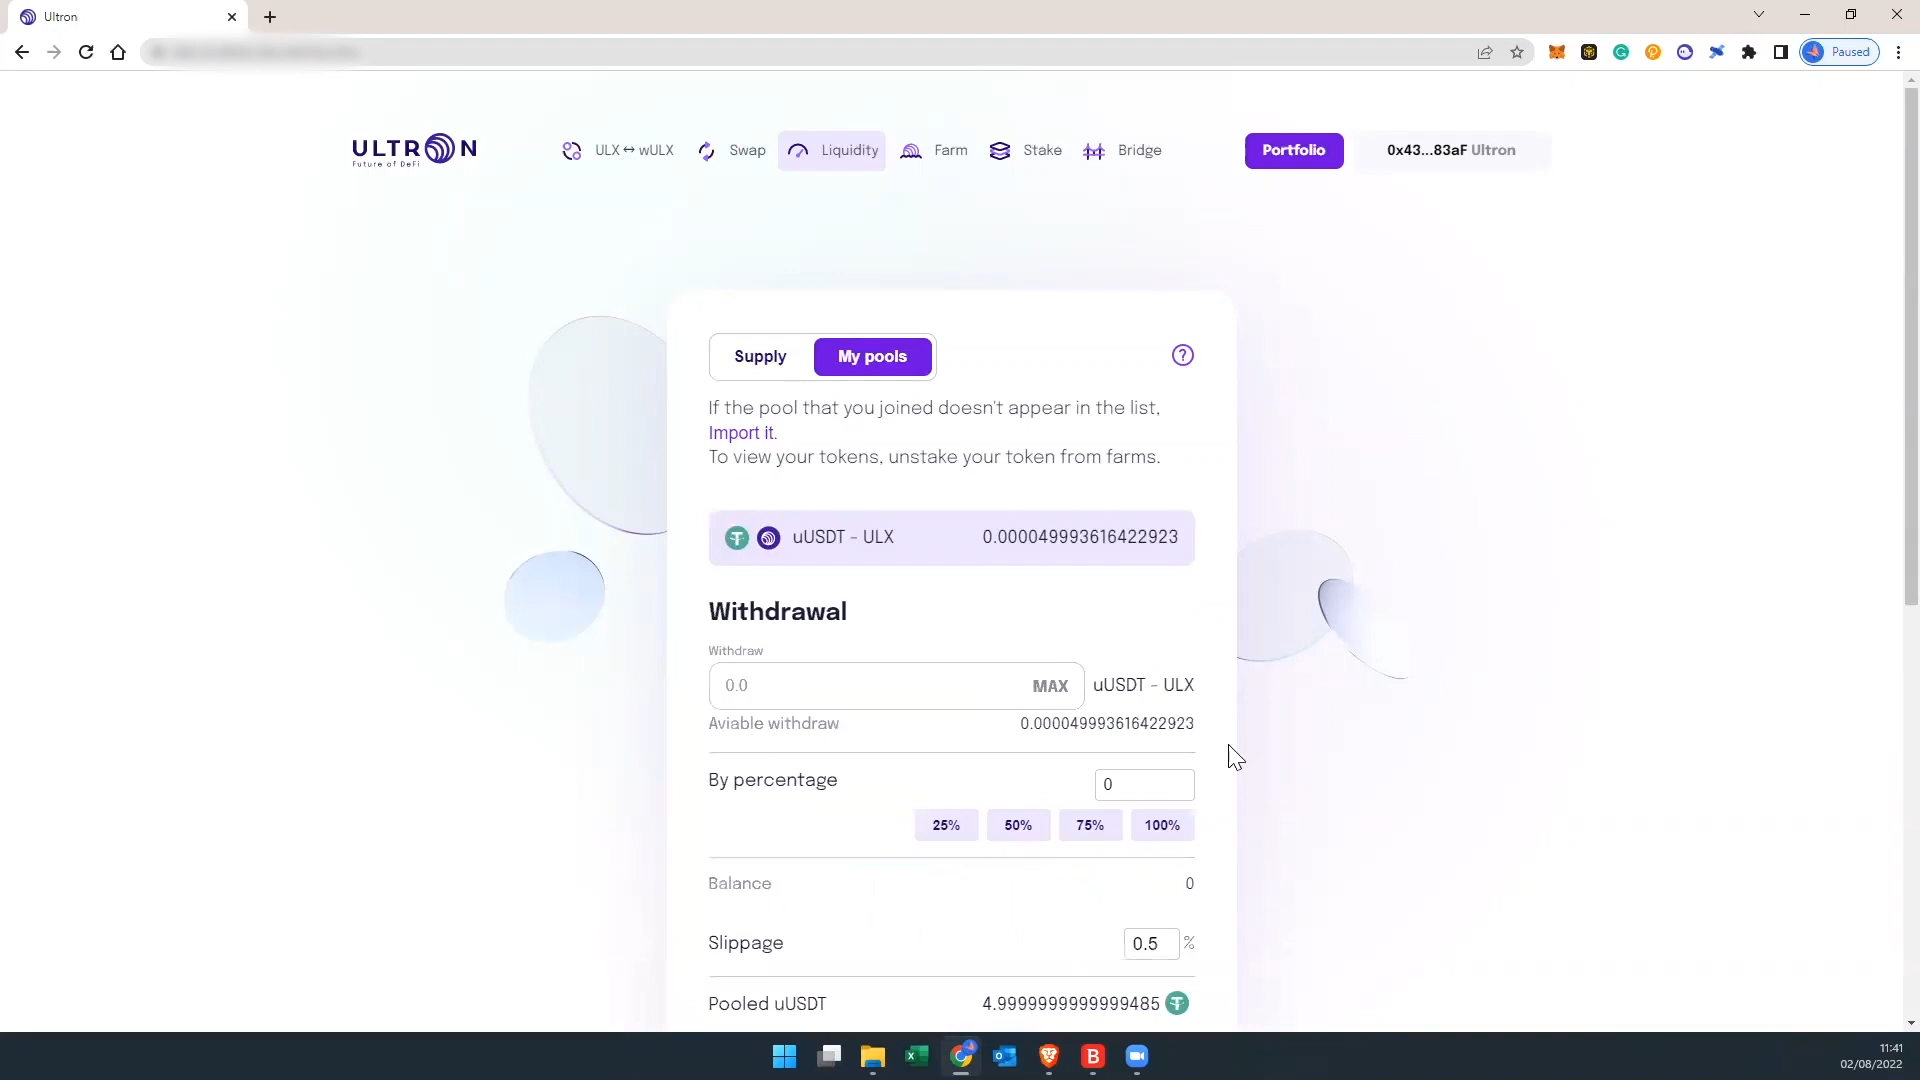 Ultron
Paused
ULTRON
Future of DeFi
ULX ↔ wULX
Swap
Liquidity
Farm
Stake
Bridge
Portfolio
0x43...83aF Ultron
Supply
My pools
?
If the pool that you joined doesn't appear in the list,
Import it.
To view your tokens, unstake your token from farms.
uUSDT - ULX 0.000049993616422923
Withdrawal
Withdraw
0.0 MAX uUSDT - ULX
Aviable withdraw 0.000049993616422923
By percentage 0
25% 50% 75% 100%
Balance 0
Slippage 0.5 %
Pooled uUSDT 4.9999999999999485
11:41
02/08/2022